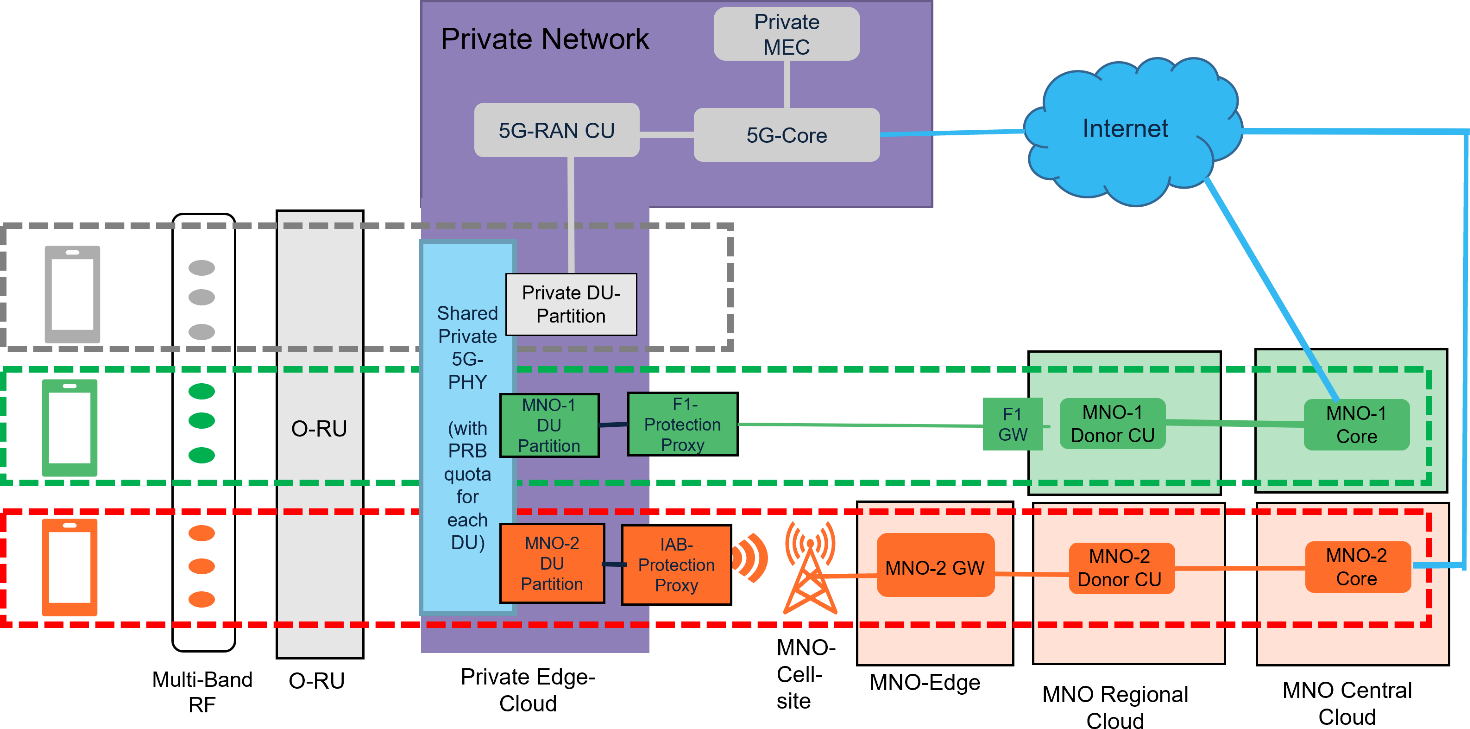 Private Network
Private
MEC
5G-RAN CU
5G-Core
Internet
Private DU-
Partition
Shared
Private
5G-
PHY
(with
PRB
quota
for
each
DU)
O-RU
MNO-1
DU
Partition
F1-
Protection
Proxy
F1
GW
MNO-1
Donor CU
MNO-1
Core
MNO-2
DU
Partition
IAB-
Protection
Proxy
MNO-2 GW
MNO-2
Donor CU
MNO-2
Core
Multi-Band
RF
O-RU
Private Edge-
Cloud
MNO-
Cell-
site
MNO-Edge
MNO Regional
Cloud
MNO Central
Cloud